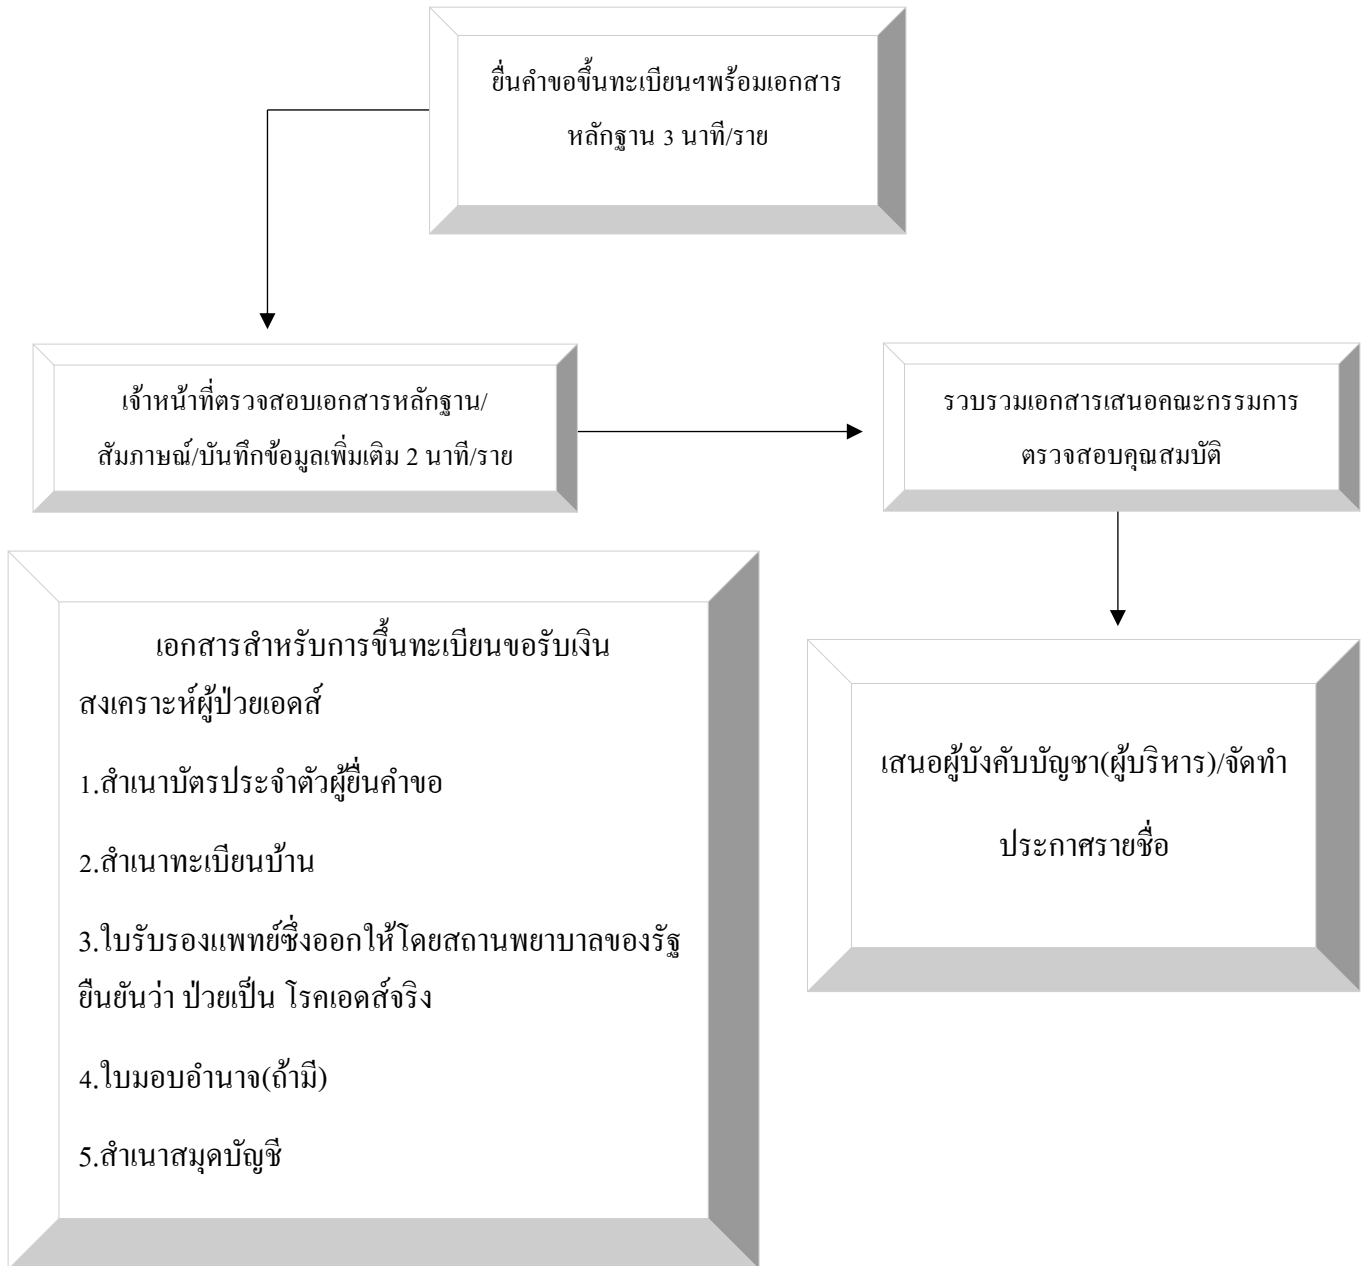 ยื่นคำขอขึ้นทะเบียนฯพร้อมเอกสาร
หลักฐาน 3 นาที/ราย
เจ้าหน้าที่ตรวจสอบเอกสารหลักฐาน/
สัมภาษณ์/บันทึกข้อมูลเพิ่มเติม 2 นาที/ราย
รวบรวมเอกสารเสนอคณะกรรมการ
ตรวจสอบคุณสมบัติ
เอกสารสำหรับการขึ้นทะเบียนขอรับเงิน
สงเคราะห์ผู้ป่วยเอดส์
1.สำเนาบัตรประจำตัวผู้ยื่นคำขอ
2.สำเนาทะเบียนบ้าน
3.ใบรับรองแพทย์ซึ่งออกให้โดยสถานพยาบาลของรัฐ
ยืนยันว่า ป่วยเป็น โรคเอดส์จริง
4.ใบมอบอำนาจ(ถ้ามี)
5.สำเนาสมุดบัญชี
เสนอผู้บังคับบัญชา(ผู้บริหาร)/จัดทำ
ประกาศรายชื่อ